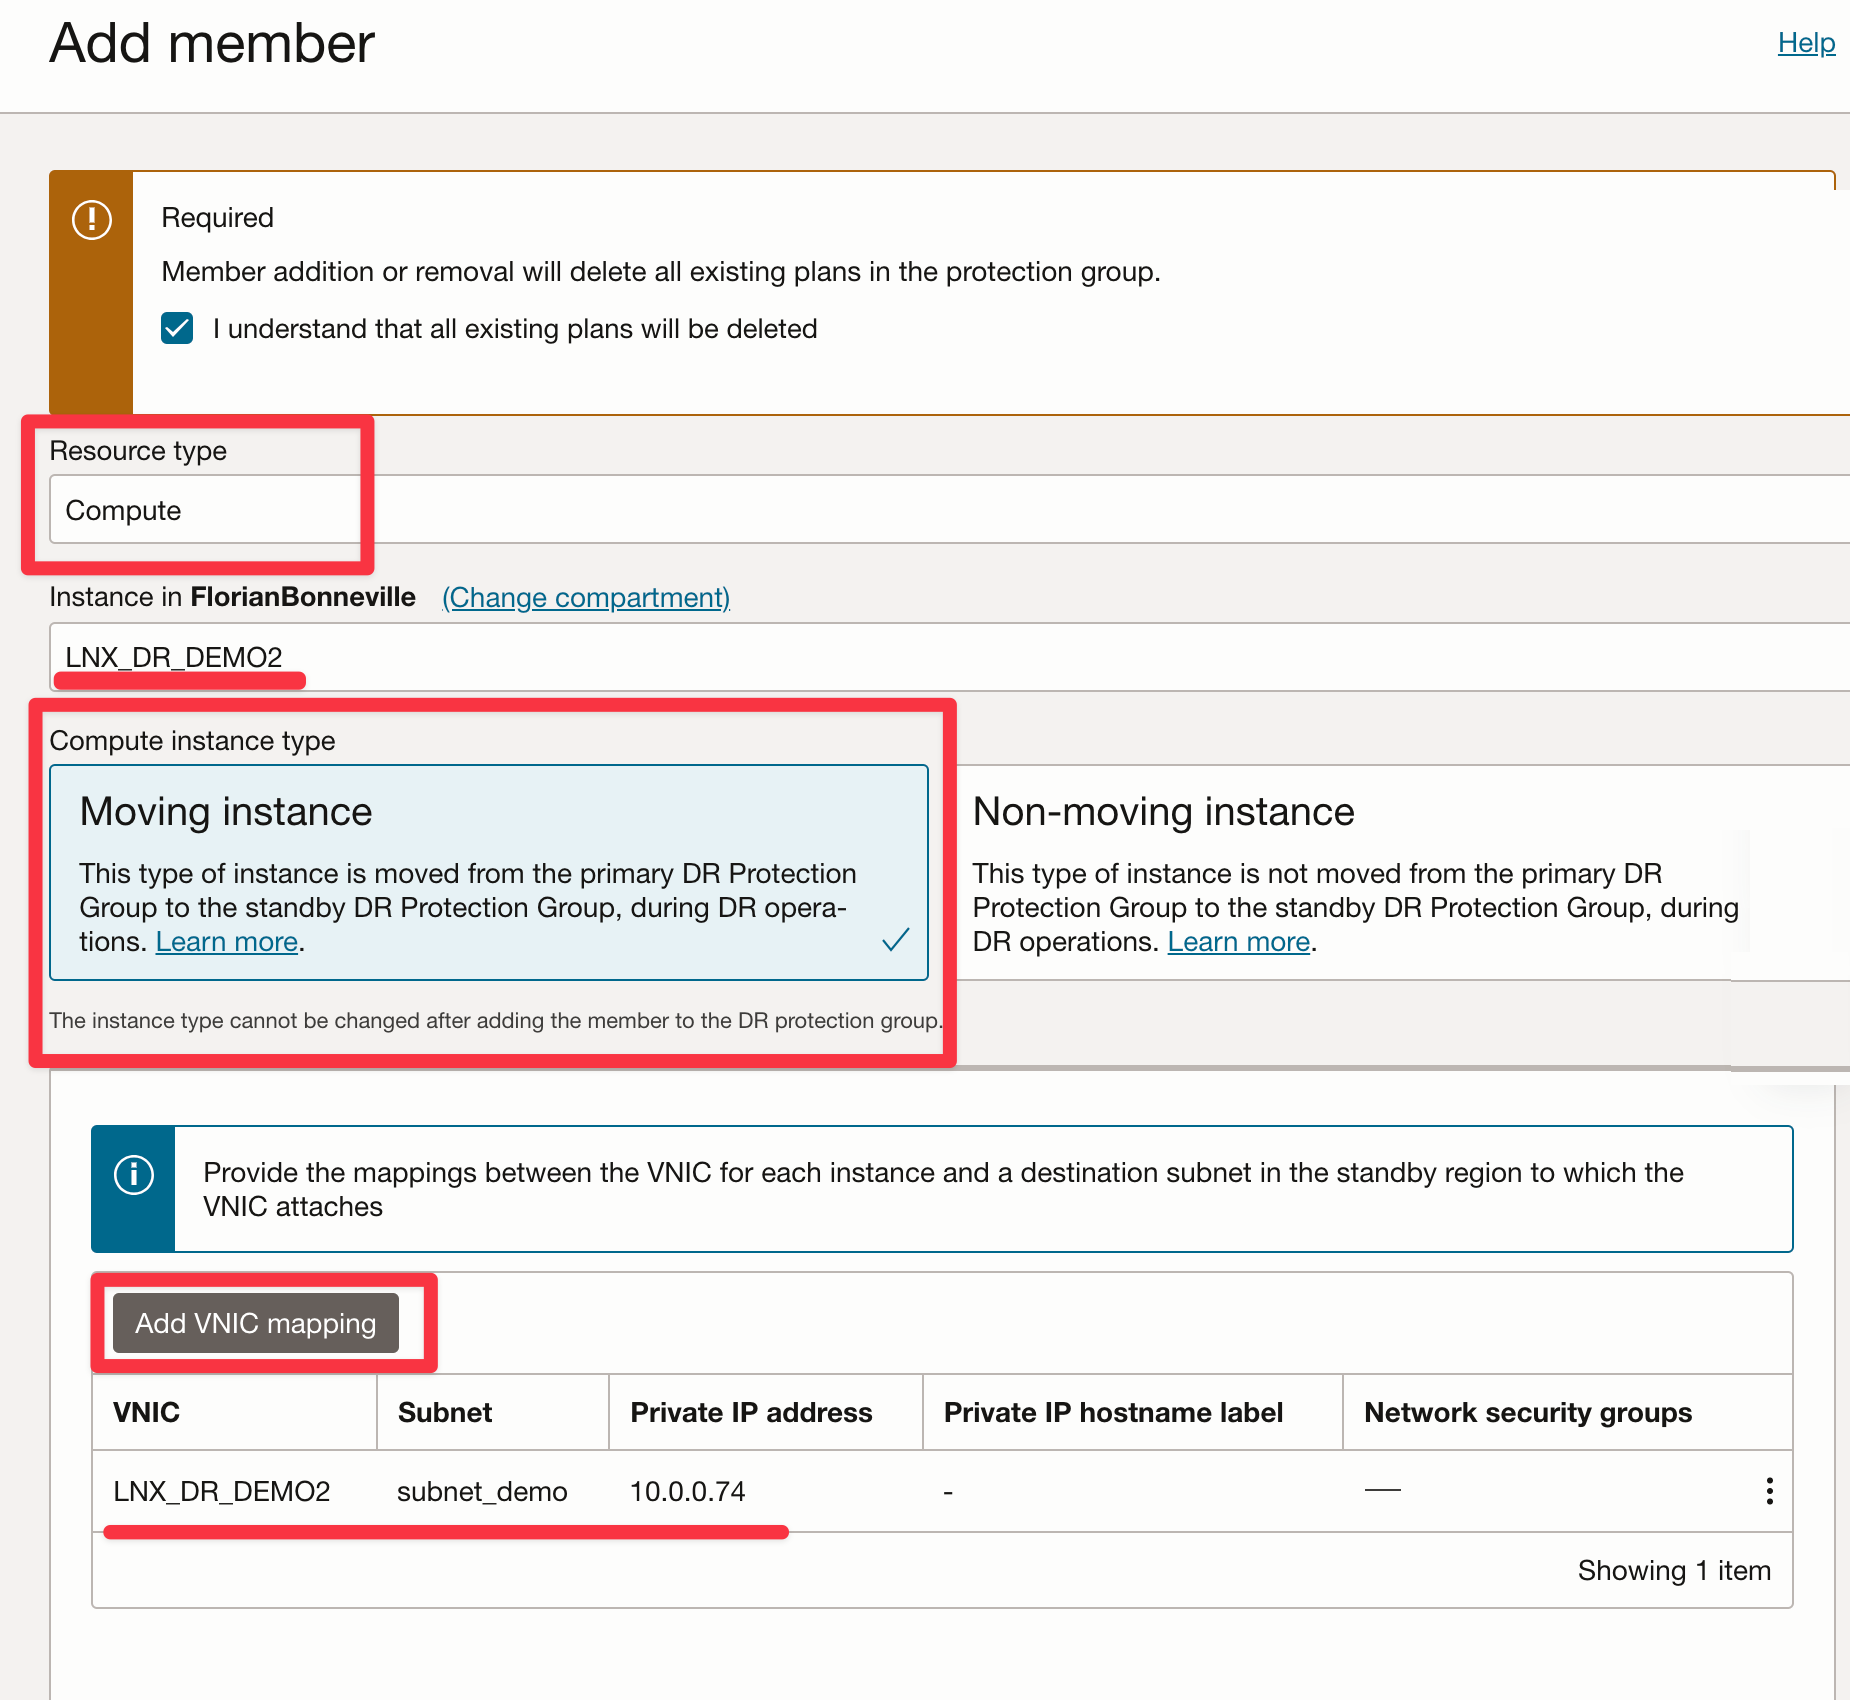 Add member
Help
Required
Member addition or removal will delete all existing plans in the protection group.
I understand that all existing plans will be deleted
Resource type
Compute
Instance in FlorianBonneville (Change compartment)
LNX_DR_DEMO2
Compute instance type
Moving instance
This type of instance is moved from the primary DR Protection
Group to the standby DR Protection Group, during DR opera-
tions. Learn more.
Non-moving instance
This type of instance is not moved from the primary DR
Protection Group to the standby DR Protection Group, during
DR operations. Learn more.
The instance type cannot be changed after adding the member to the DR protection group.
Provide the mappings between the VNIC for each instance and a destination subnet in the standby region to which the
VNIC attaches
Add VNIC mapping
VNIC Subnet Private IP address Private IP hostname label Network security groups
LNX_DR_DEMO2 subnet_demo 10.0.0.74 - —
Showing 1 item